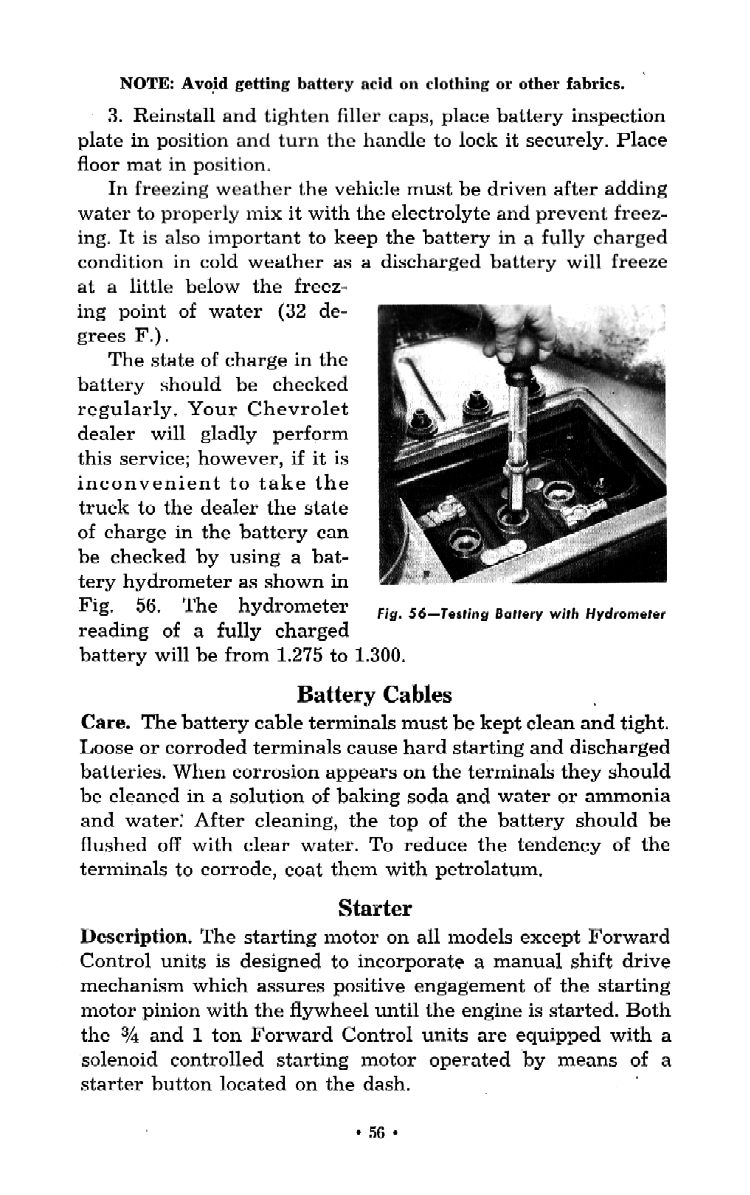 NOTE: Avoid getting battery acid on clothing or other fabrics.
3. Reinstall and tighten filler caps, place battery inspection
plate in position and turn the handle to lock it securely. Place
floor mat in position.
In freezing weather the vehicle must be driven after adding
water to properly mix it with the electrolyte and prevent freez-
ing. It is also important to keep the battery in a fully charged
condition in cold weather as a discharged battery will freeze
at a little below the freez-
ing point of water (32 de-
grees F.).
The state of charge in the
battery should be checked
regularly. Your Chevrolet
dealer will gladly perform
this service; however, if it is
inconvenient to take the
truck to the dealer the state
of charge in the battery can
be checked by using a bat-
tery hydrometer as shown in
Fig. 56. The hydrometer
reading of a fully charged
battery will be from 1.275 to 1.300.
Fig. 56—Testing Battery with Hydrometer
Battery Cables
Care. The battery cable terminals must be kept clean and tight.
Loose or corroded terminals cause hard starting and discharged
batteries. When corrosion appears on the terminals they should
be cleaned in a solution of baking soda and water or ammonia
and water. After cleaning, the top of the battery should be
flushed off with clear water. To reduce the tendency of the
terminals to corrode, coat them with petrolatum.
Starter
Description. The starting motor on all models except Forward
Control units is designed to incorporate a manual shift drive
mechanism which assures positive engagement of the starting
motor pinion with the flywheel until the engine is started. Both
the ¾ and 1 ton Forward Control units are equipped with a
solenoid controlled starting motor operated by means of a
starter button located on the dash.
• 56 •